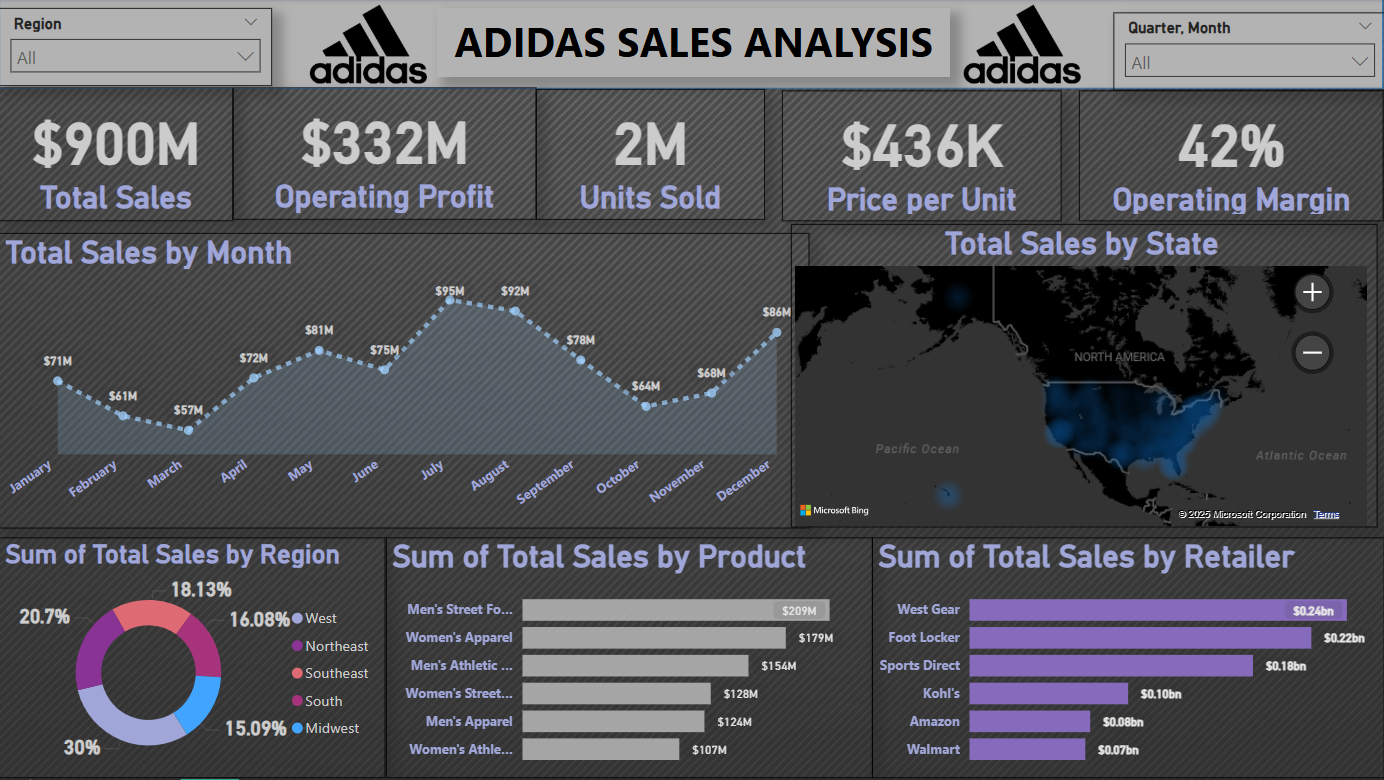 Region
All
adidas
ADIDAS SALES ANALYSIS
adidas
Quarter, Month
All
$900M
Total Sales
$332M
Operating Profit
2M
Units Sold
$436K
Price per Unit
42%
Operating Margin
Total Sales by Month
$71M
$61M
$57M
$72M
$81M
$75M
$95M
$92M
$78M
$64M
$68M
$86M
January
February
March
April
May
June
July
August
September
October
November
December
Total Sales by State
NORTH AMERICA
Pacific Ocean
Atlantic Ocean
Microsoft Bing
© 2025 Microsoft Corporation Terms
Sum of Total Sales by Region
18.13%
20.7%
16.08%
15.09%
30%
West
Northeast
Southeast
South
Midwest
Sum of Total Sales by Product
Men's Street Fo... $209M
Women's Apparel $179M
Men's Athletic ... $154M
Women's Street... $128M
Men's Apparel $124M
Women's Athle... $107M
Sum of Total Sales by Retailer
West Gear $0.24bn
Foot Locker $0.22bn
Sports Direct $0.18bn
Kohl's $0.10bn
Amazon $0.08bn
Walmart $0.07bn